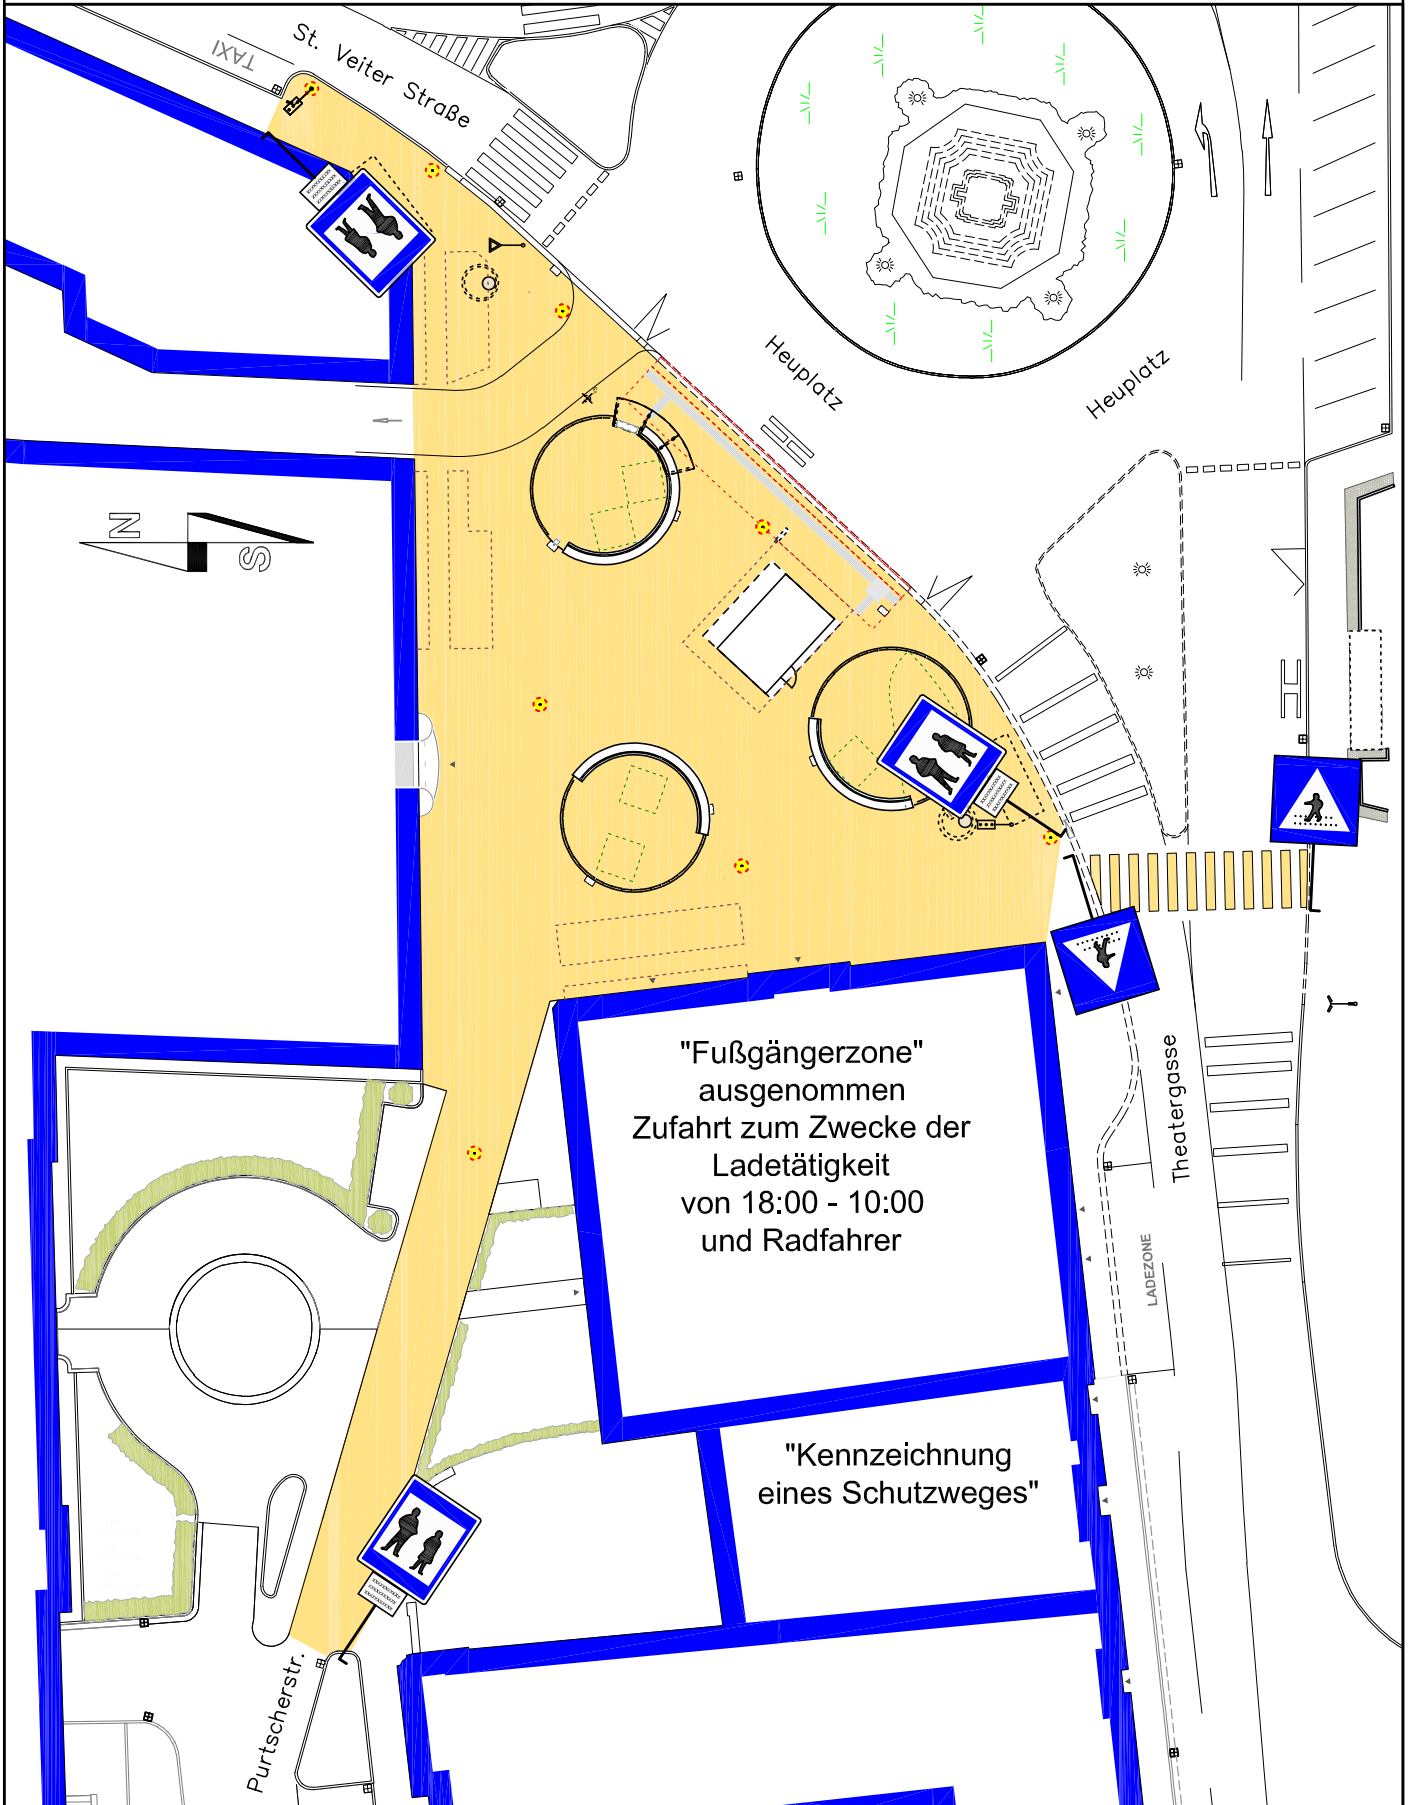 TAXI
St. Veiter Straße
Heuplatz
Heuplatz
N
S
H
H
"Fußgängerzone"
ausgenommen
Zufahrt zum Zwecke der
Ladetätigkeit
von 18:00 - 10:00
und Radfahrer
Theatergasse
LADEZONE
"Kennzeichnung
eines Schutzweges"
Purtscherstr.